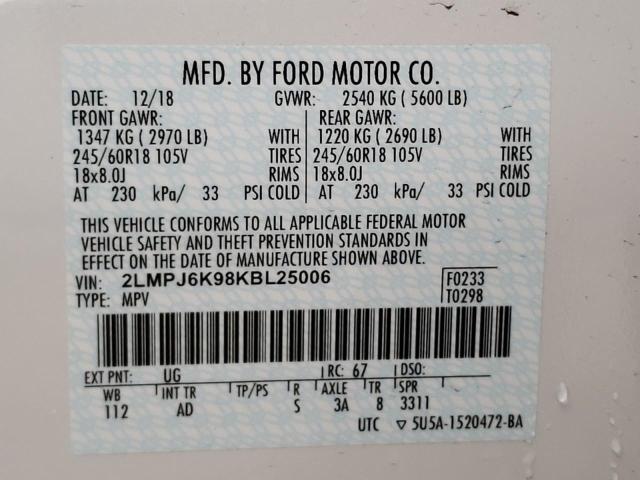 MFD. BY FORD MOTOR CO.
DATE: 12/18 GVWR: 2540 KG ( 5600 LB)
FRONT GAWR: REAR GAWR:
1347 KG ( 2970 LB) WITH 1220 KG ( 2690 LB) WITH
245/60R18 105V TIRES 245/60R18 105V TIRES
18x8.0J RIMS 18x8.0J RIMS
AT 230 kPa/ 33 PSI COLD AT 230 kPa/ 33 PSI COLD
THIS VEHICLE CONFORMS TO ALL APPLICABLE FEDERAL MOTOR
VEHICLE SAFETY AND THEFT PREVENTION STANDARDS IN
EFFECT ON THE DATE OF MANUFACTURE SHOWN ABOVE.
VIN: 2LMPJ6K98KBL25006 F0233
TYPE: MPV T0298
EXT PNT: UG RC: 67 DSO:
WB INT TR TP/PS R AXLE TR SPR
112 AD S 3A 8 3311
UTC ▽ 5U5A-1520472-BA